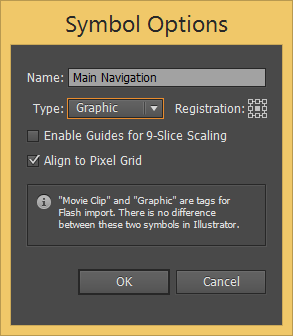 Symbol Options
Name: Main Navigation
Type: Graphic Registration:
Enable Guides for 9-Slice Scaling
Align to Pixel Grid
"Movie Clip" and "Graphic" are tags for
Flash import. There is no difference
between these two symbols in Illustrator.
OK Cancel